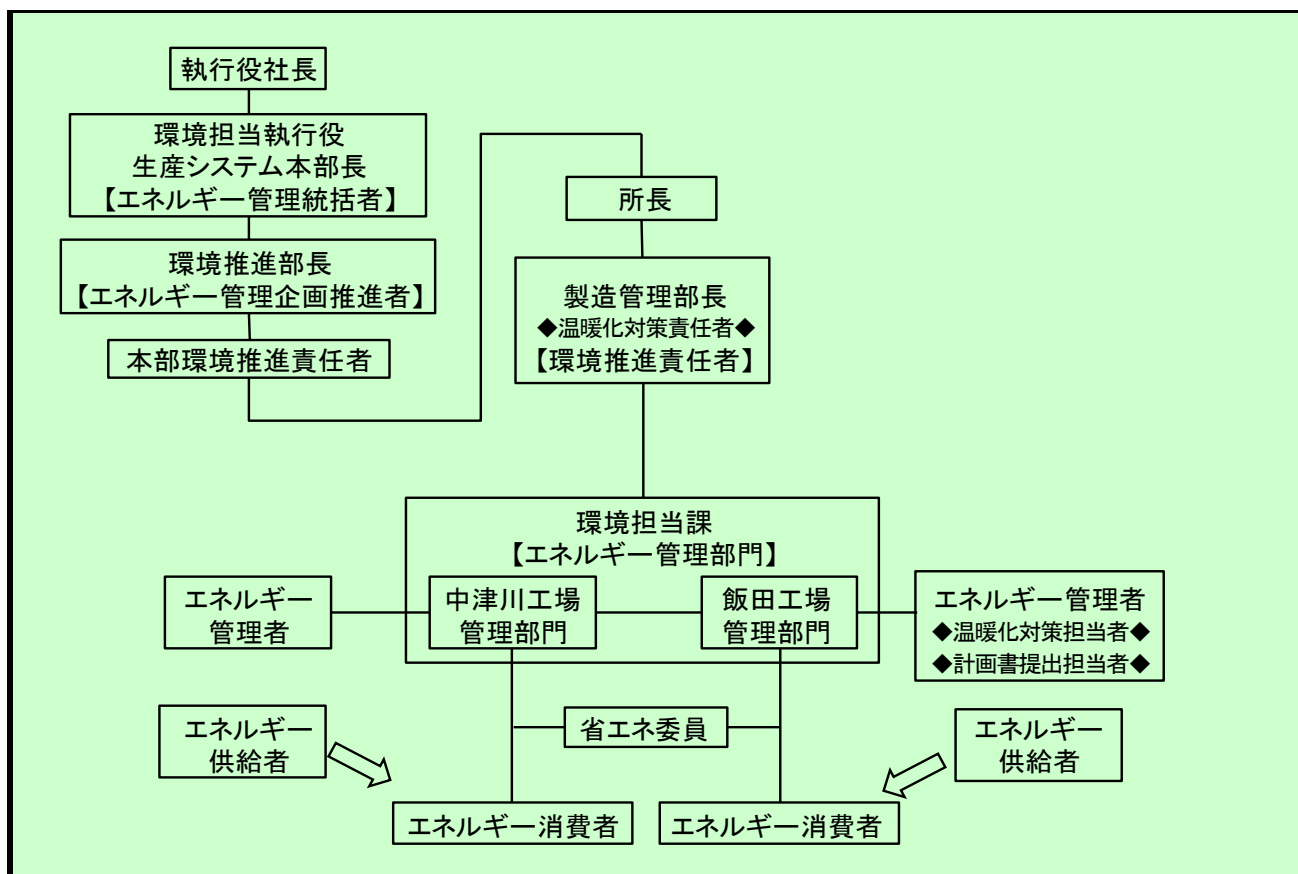 執行役社長
環境担当執行役
生産システム本部長
【エネルギー管理統括者】
環境推進部長
【エネルギー管理企画推進者】
本部環境推進責任者
所長
製造管理部長
◆温暖化対策責任者◆
【環境推進責任者】
環境担当課
【エネルギー管理部門】
エネルギー
管理者
中津川工場
管理部門
飯田工場
管理部門
エネルギー管理者
◆温暖化対策担当者◆
◆計画書提出担当者◆
エネルギー
供給者
省エネ委員
エネルギー
供給者
エネルギー消費者
エネルギー消費者